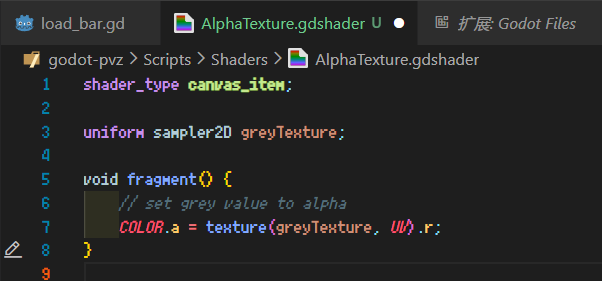 load_bar.gd
AlphaTexture.gdshader U
扩展: Godot Files
godot-pvz > Scripts > Shaders > AlphaTexture.gdshader
1 shader_type canvas_item;
2
3 uniform sampler2D greyTexture;
4
5 void fragment() {
6 // set grey value to alpha
7 COLOR.a = texture(greyTexture, UV).r;
8 }
9